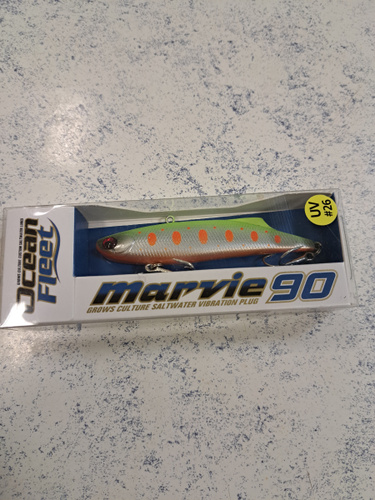 Ocean
Fleet
UV
#26
marvie 90
GROWS CULTURE SALTWATER VIBRATION PLUG